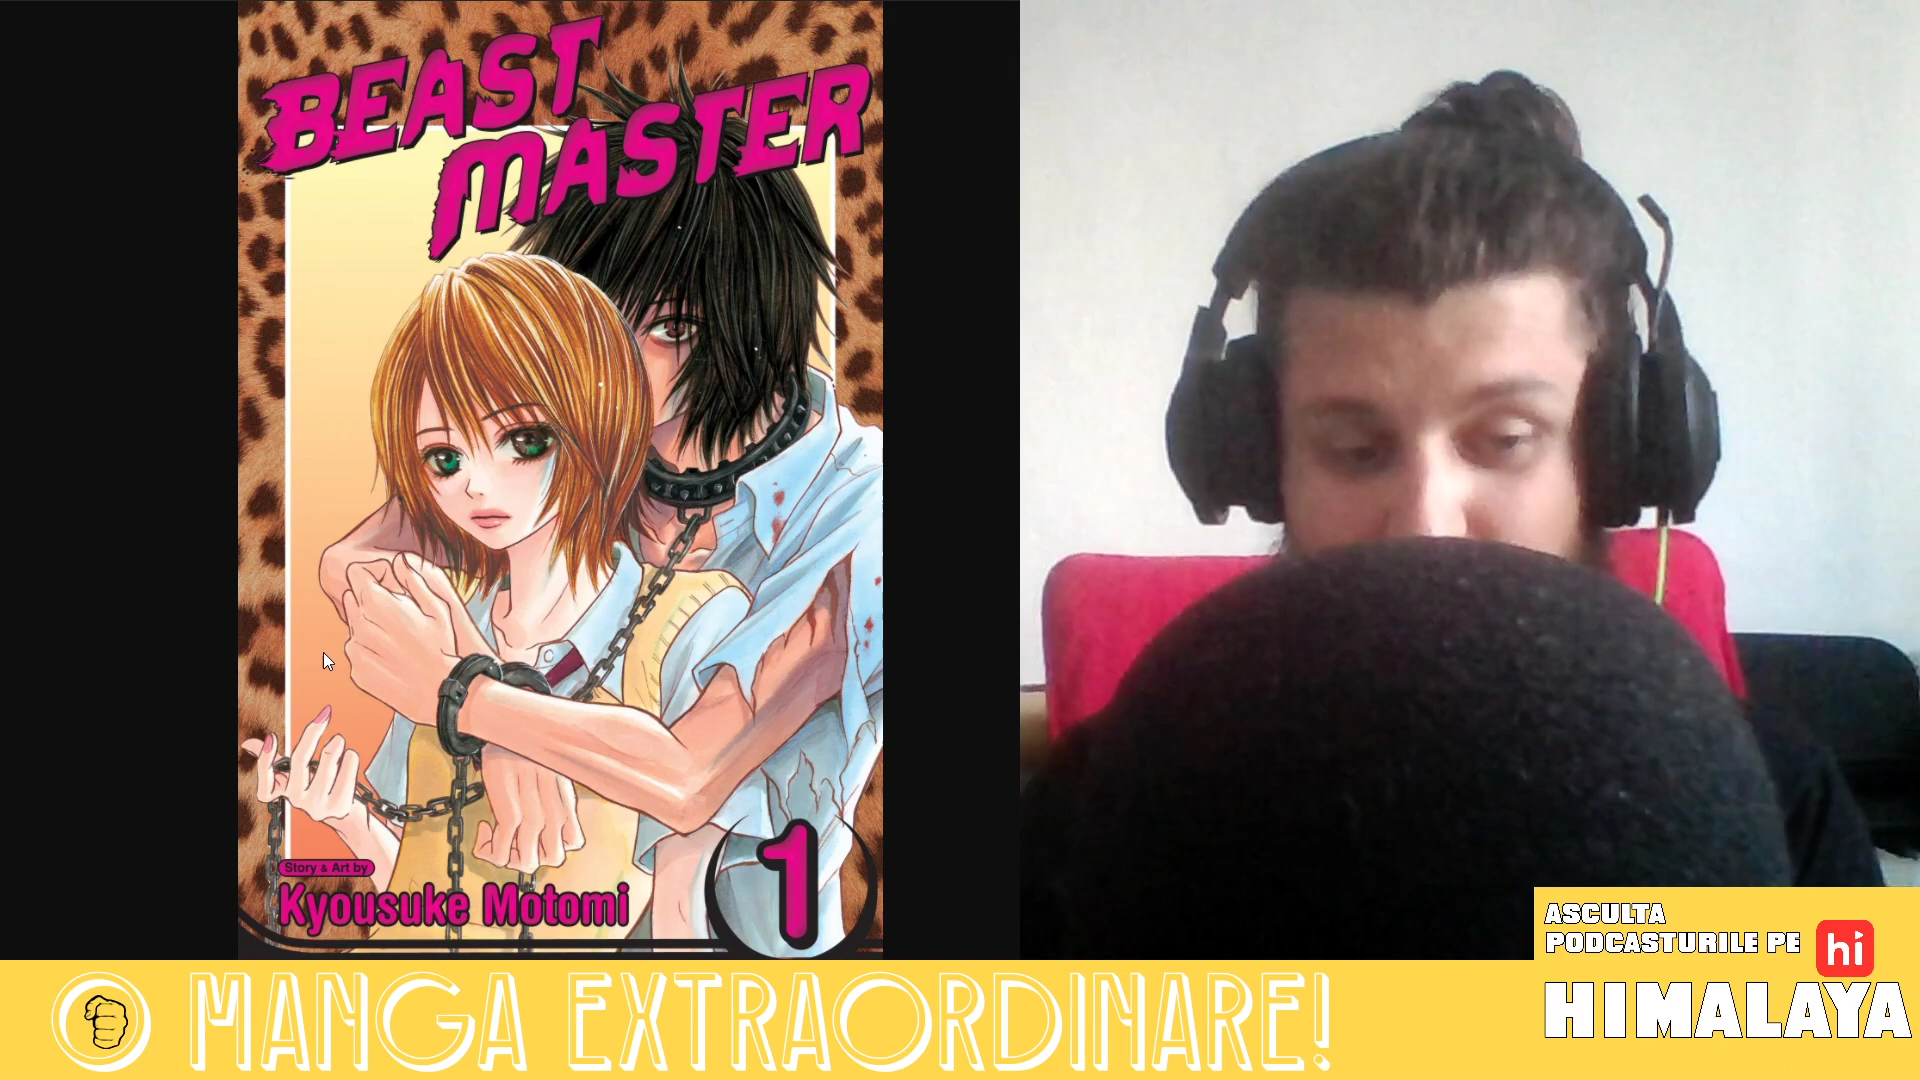 BEAST
MASTER
Story & Art by
Kyousuke Motomi
1
ASCULTA
PODCASTURILE PE
hi
HIMALAYA
O MANGA EXTRAORDINARE!